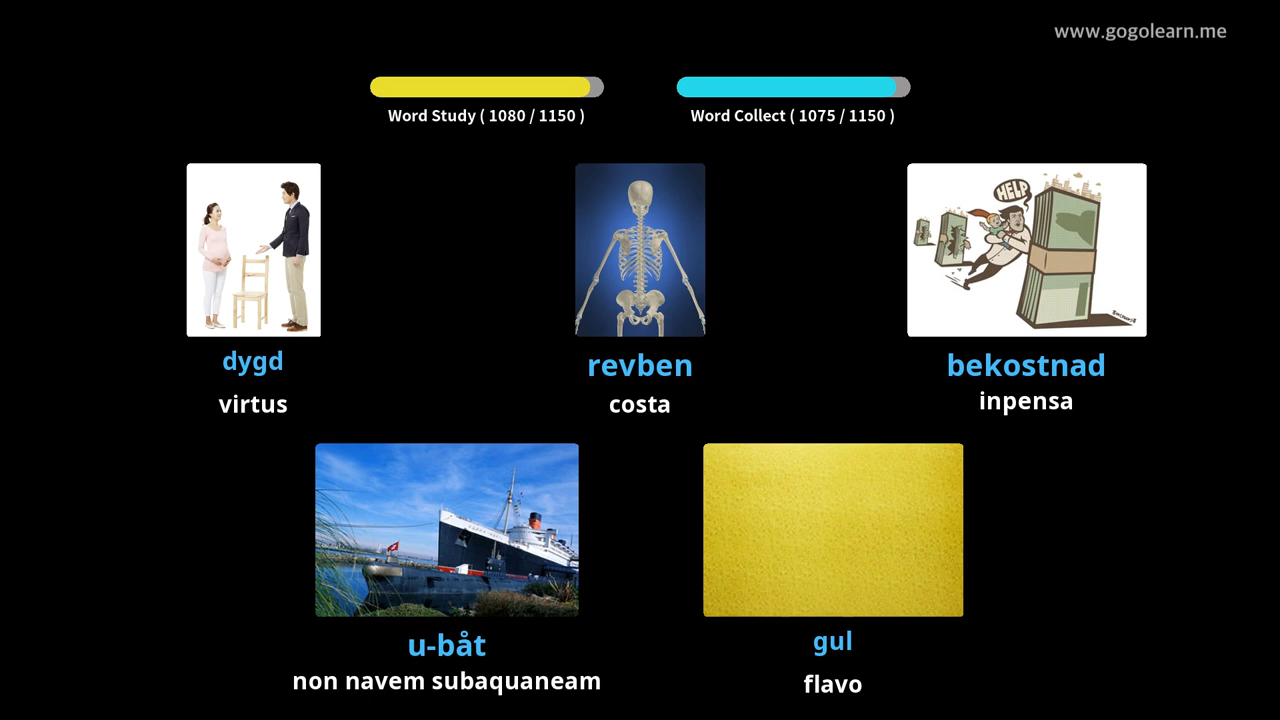 www.gogolearn.me
Word Study ( 1080 / 1150 )
Word Collect ( 1075 / 1150 )
HELP
dygd
revben
bekostnad
virtus
costa
inpensa
u-båt
gul
non navem subaquaneam
flavo